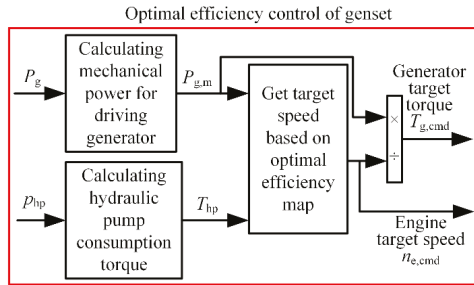 Optimal efficiency control of genset
Calculating
mechanical
power for
driving
generator
Pg
Pg,m
Get target
speed
based on
optimal
efficiency
map
×
÷
Generator
target
torque
Tg,cmd
Calculating
hydraulic
pump
consumption
torque
php
Thp
Engine
target speed
ne,cmd